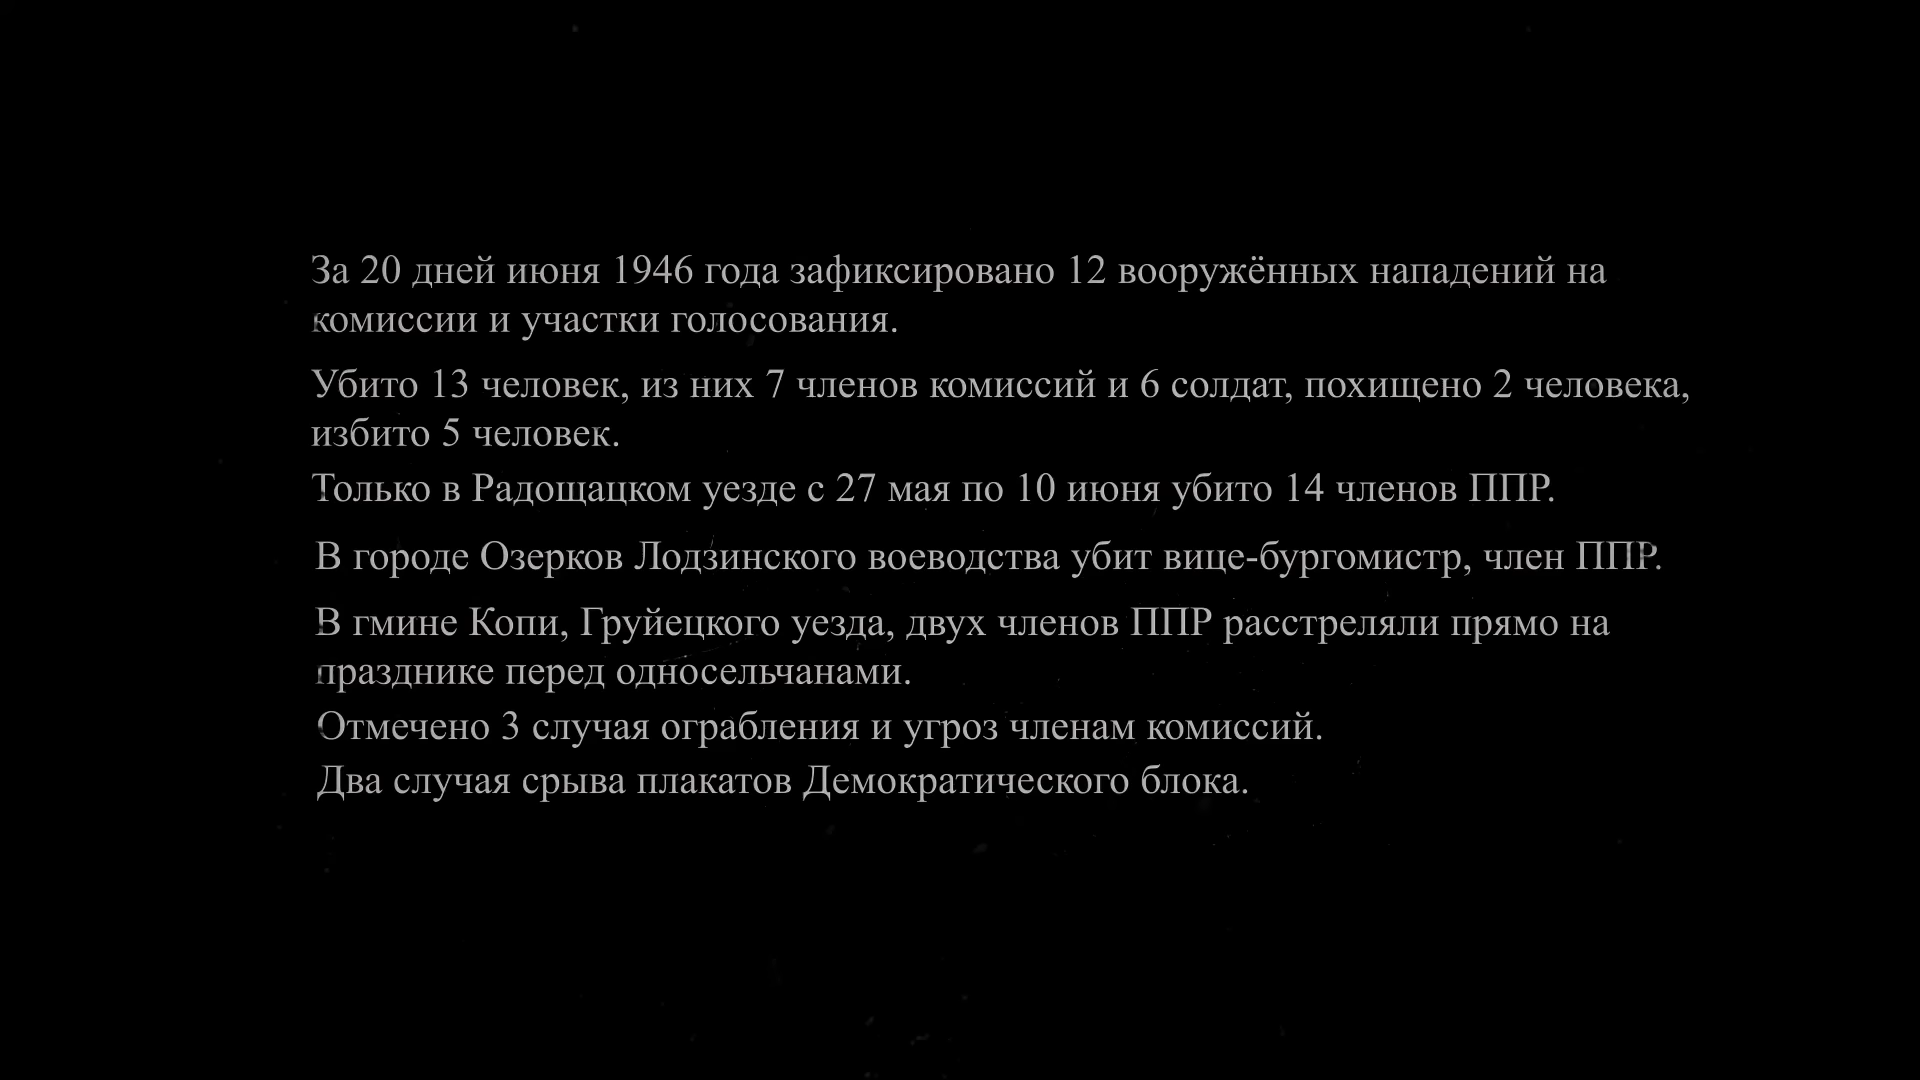 За 20 дней июня 1946 года зафиксировано 12 вооружённых нападений на
комиссии и участки голосования.
Убито 13 человек, из них 7 членов комиссий и 6 солдат, похищено 2 человека,
избито 5 человек.
Только в Радощацком уезде с 27 мая по 10 июня убито 14 членов ППР.
В городе Озерков Лодзинского воеводства убит вице-бургомистр, член ППР.
В гмине Копи, Груйецкого уезда, двух членов ППР расстреляли прямо на
празднике перед односельчанами.
Отмечено 3 случая ограбления и угроз членам комиссий.
Два случая срыва плакатов Демократического блока.